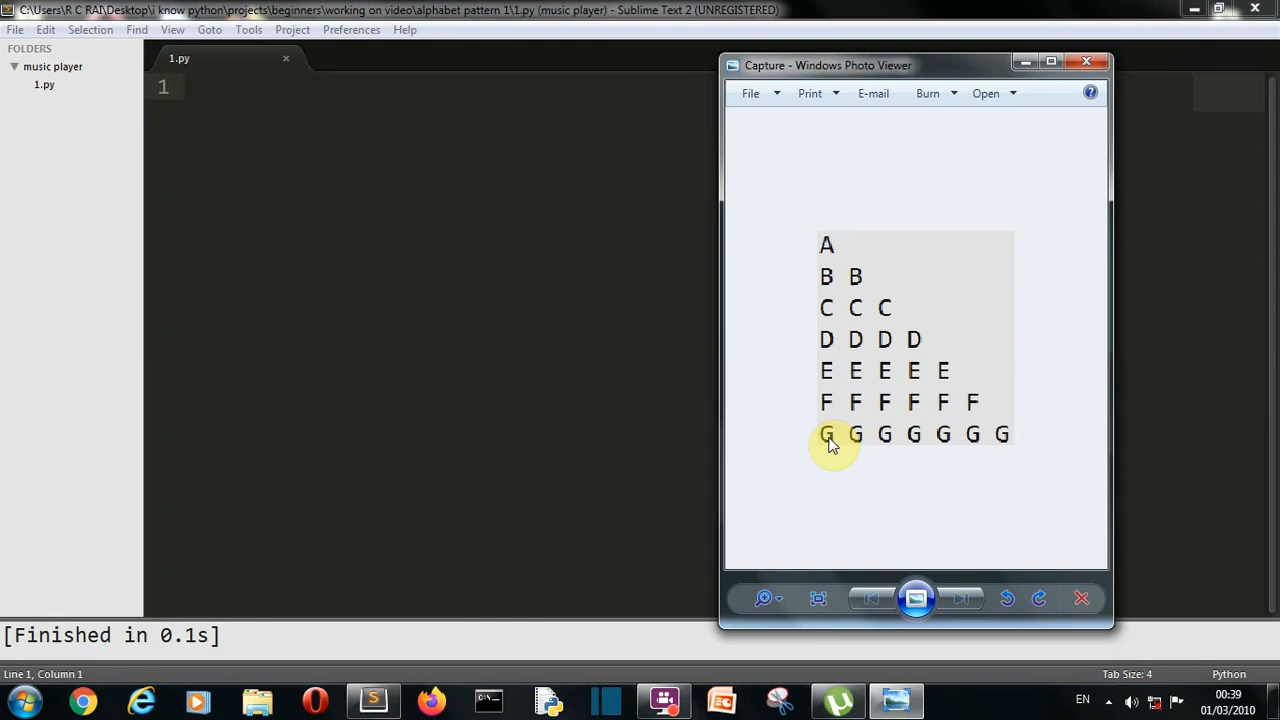 C:\Users\R C RAI\Desktop\i know python\projects\beginners\working on video\alphabet pattern 1\1.py (music player) - Sublime Text 2 (UNREGISTERED)
File Edit Selection Find View Goto Tools Project Preferences Help
FOLDERS
music player
1.py
1.py
1
Capture - Windows Photo Viewer
File Print E-mail Burn Open
A
B B
C C C
D D D D
E E E E E
F F F F F F
G G G G G G G
[Finished in 0.1s]
Line 1, Column 1
Tab Size: 4 Python
EN
00:39
01/03/2010